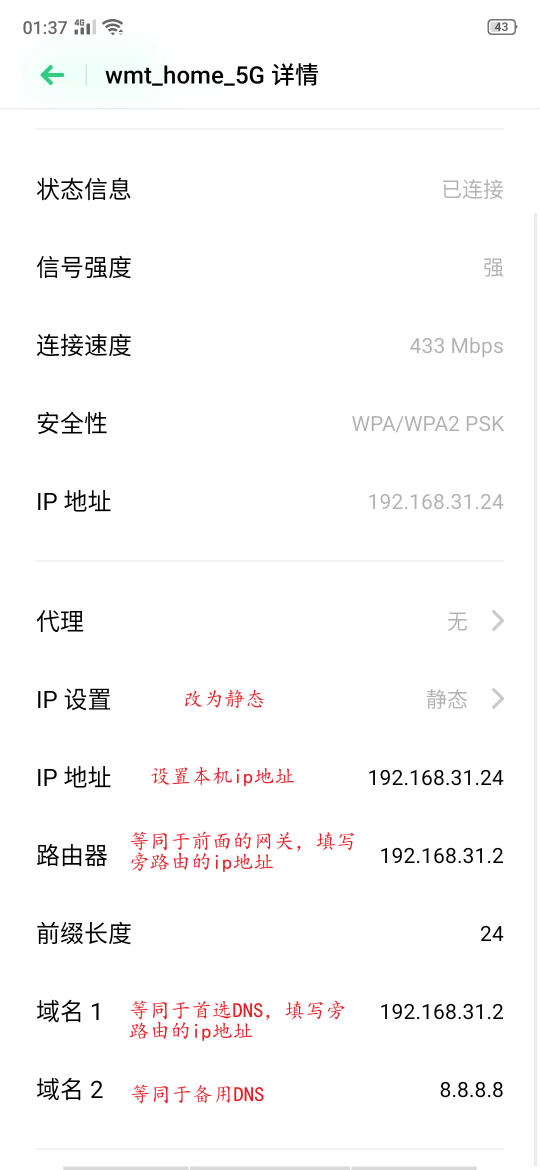 01:37 4G 43
wmt_home_5G 详情
状态信息 已连接
信号强度 强
连接速度 433 Mbps
安全性 WPA/WPA2 PSK
IP 地址 192.168.31.24
代理 无
IP 设置 改为静态 静态
IP 地址 设置本机ip地址 192.168.31.24
路由器 等同于前面的网关，填写
旁路由的ip地址 192.168.31.2
前缀长度 24
域名 1 等同于首选DNS，填写旁
路由的ip地址 192.168.31.2
域名 2 等同于备用DNS 8.8.8.8